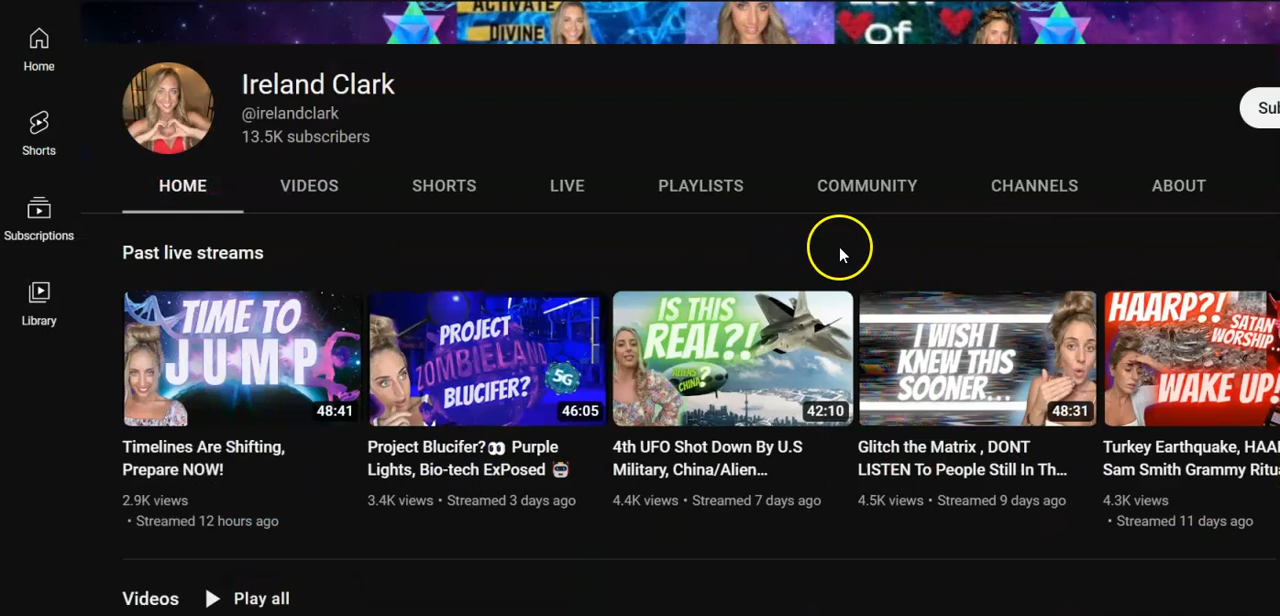 ACTIVATE
DIVINE
Of
Home
Shorts
Subscriptions
Library
Ireland Clark
@irelandclark
13.5K subscribers
Sub
HOME VIDEOS SHORTS LIVE PLAYLISTS COMMUNITY CHANNELS ABOUT
Past live streams
TIME TO
JUMP
48:41
Timelines Are Shifting,
Prepare NOW!
2.9K views
• Streamed 12 hours ago
PROJECT
ZOMBIELAND
BLUCIFER?
5G
46:05
Project Blucifer?👀 Purple
Lights, Bio-tech ExPosed 🤖
3.4K views • Streamed 3 days ago
IS THIS
REAL?!
ALIENS
CHINA?
42:10
4th UFO Shot Down By U.S
Military, China/Alien...
4.4K views • Streamed 7 days ago
I WISH I
KNEW THIS
SOONER...
48:31
Glitch the Matrix , DONT
LISTEN To People Still In Th...
4.5K views • Streamed 9 days ago
HAARP?!
SATAN
WORSHIP..
WAKE UP!
Turkey Earthquake, HAA
Sam Smith Grammy Ritu
4.3K views
• Streamed 11 days ago
Videos Play all